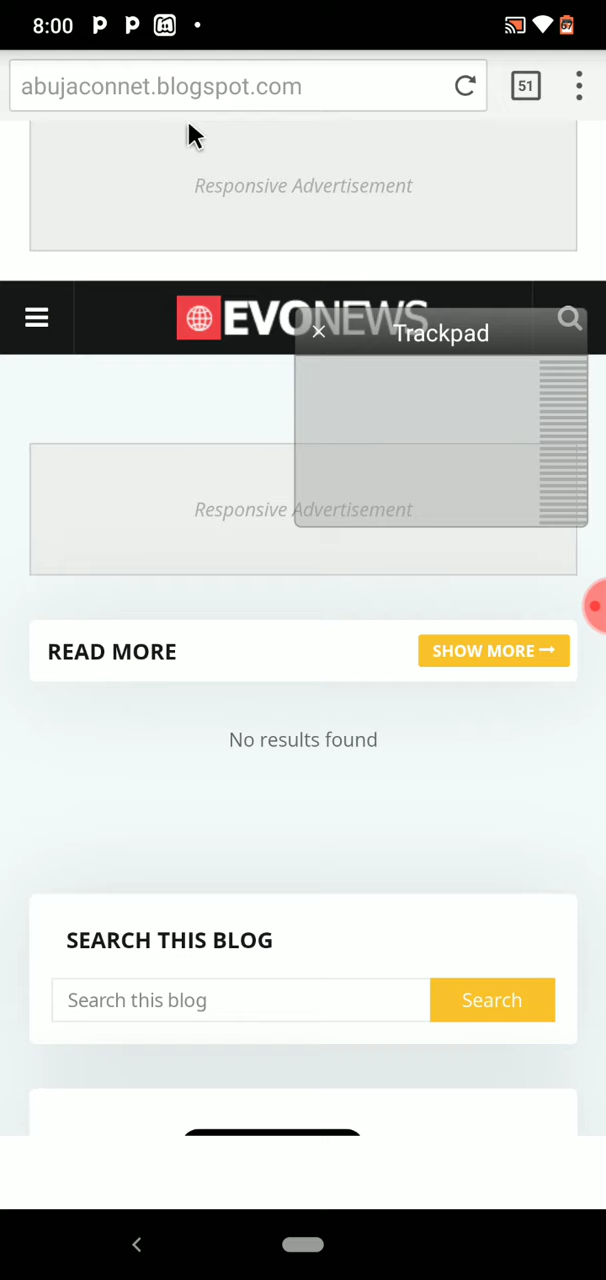 8:00
67
abujaconnet.blogspot.com
51
Responsive Advertisement
EVONEWS
Trackpad
Responsive Advertisement
READ MORE
SHOW MORE
No results found
SEARCH THIS BLOG
Search this blog
Search